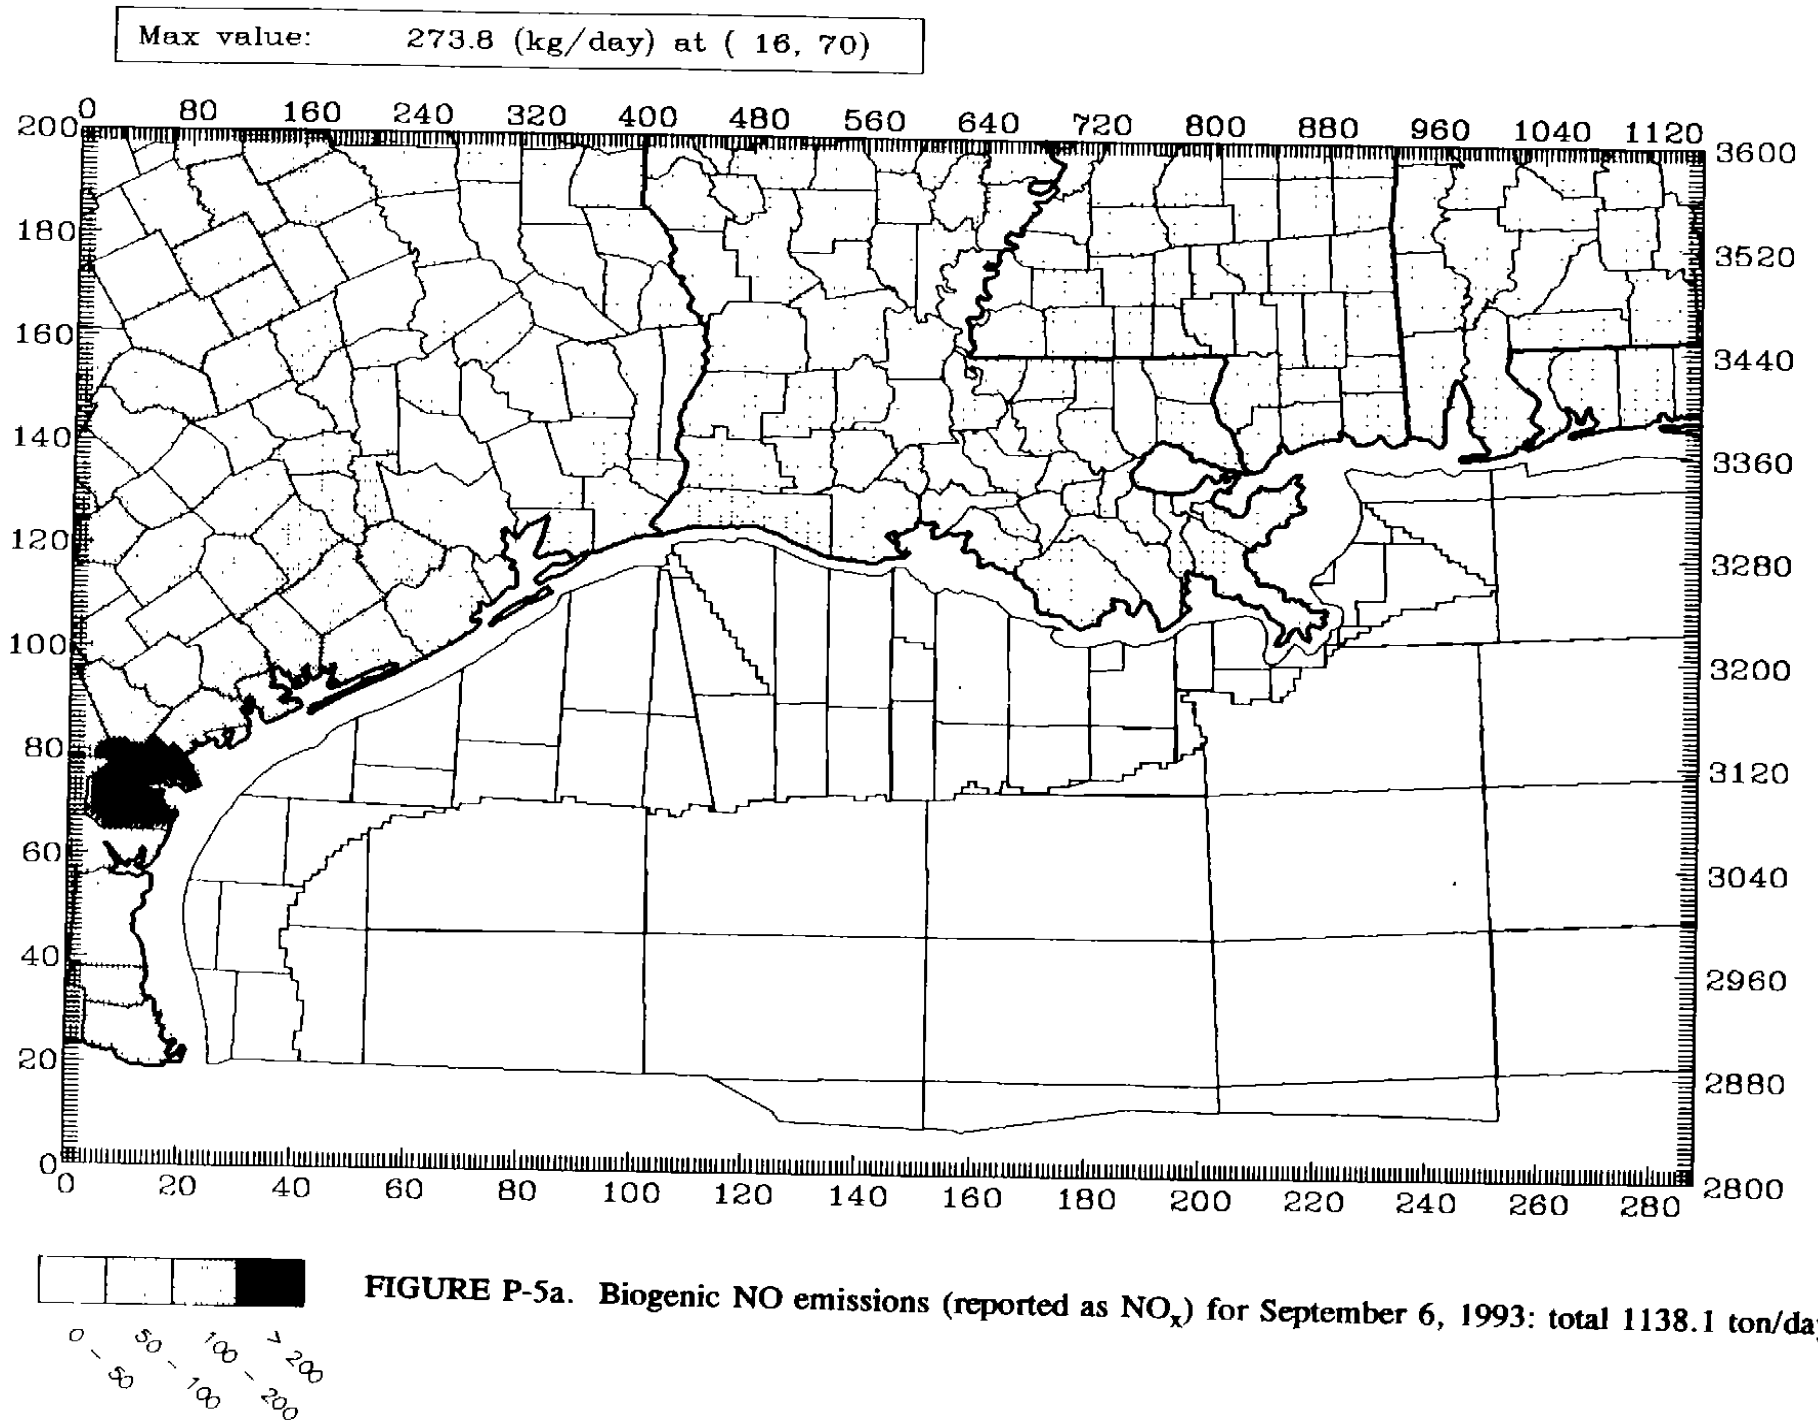 Max value: 273.8 (kg/day) at ( 16, 70)
0 80 160 240 320 400 480 560 640 720 800 880 960 1040 1120
200 3600
180 3520
160 3440
140 3360
120 3280
100 3200
80 3120
60 3040
40 2960
20 2880
0 2800
0 20 40 60 80 100 120 140 160 180 200 220 240 260 280
0 - 50
50 - 100
100 - 200
> 200
FIGURE P-5a. Biogenic NO emissions (reported as NOx) for September 6, 1993: total 1138.1 ton/day